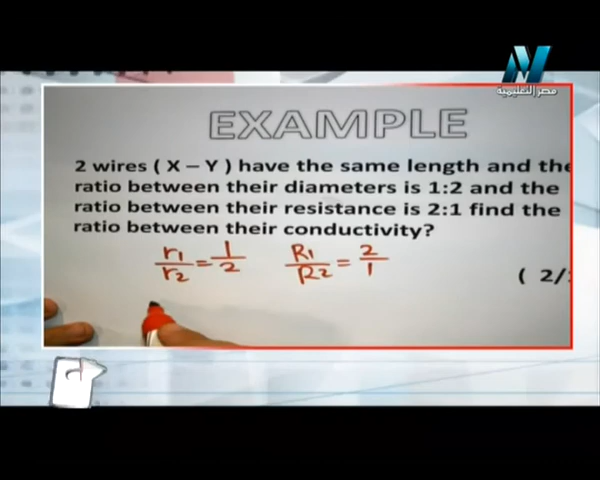 مصر التعليمية
EXAMPLE
2 wires ( X – Y ) have the same length and the
ratio between their diameters is 1:2 and the
ratio between their resistance is 2:1 find the
ratio between their conductivity?
r1/r2 = 1/2 R1/R2 = 2/1
( 2/